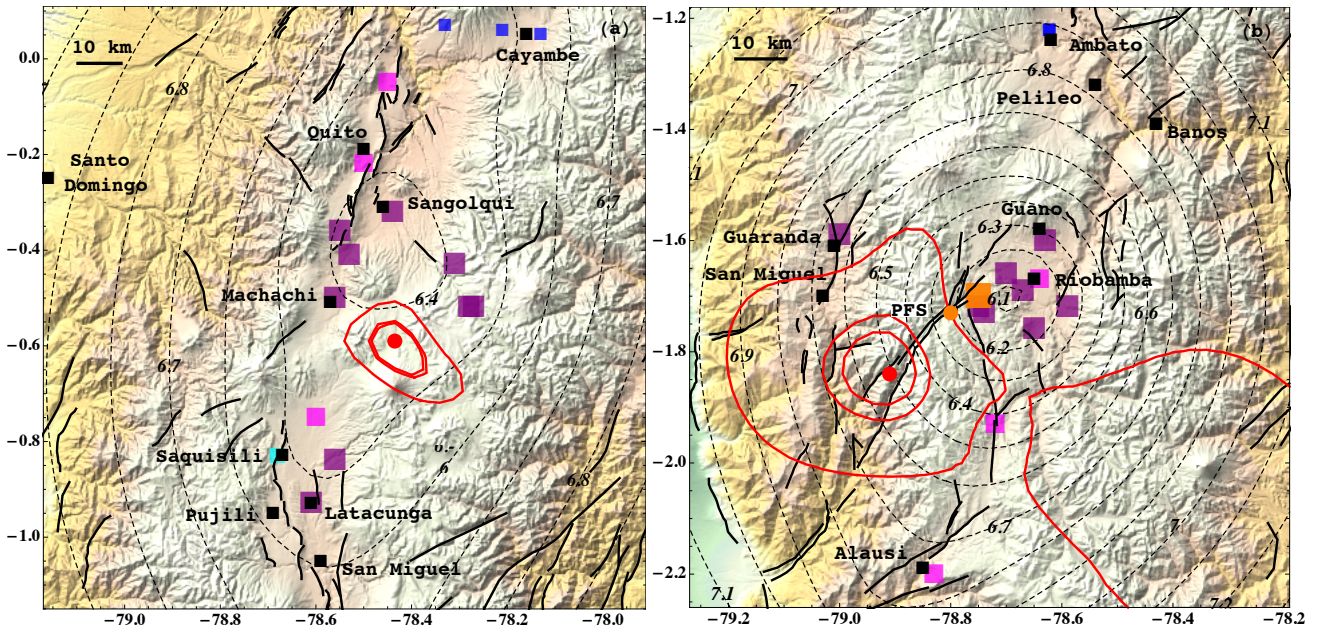 (a)
10 km
Cayambe
0.0
6.8
Quito
-0.2
Santo
Domingo
Sangolqui
6.7
-0.4
Machachi
6.4
-0.6
6.7
-0.8
Saquisili
6.8
Pujili
Latacunga
-1.0
San Miguel
-79.0
-78.8
-78.6
-78.4
-78.2
-78.0
-1.2
(b)
10 km
Ambato
6.8
7
Pelileo
-1.4
Banos
7.1
Guano
6.3
-1.6
Guaranda
San Miguel
6.5
Riobamba
6.1
PFS
6.6
6.2
-1.8
6.9
6.4
-2.0
6.7
7
Alausi
-2.2
7.1
7.2
-79.2
-79.0
-78.8
-78.6
-78.4
-78.2